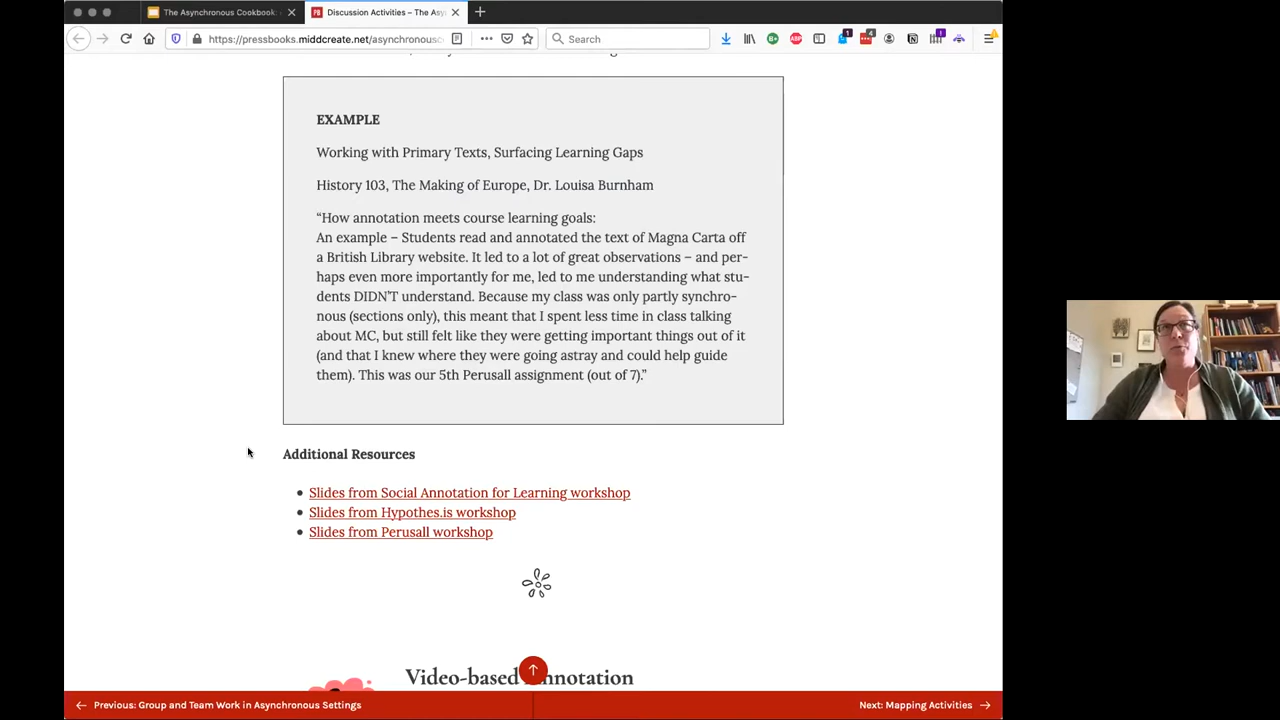 The Asynchronous Cookbook:
Discussion Activities – The Asy
https://pressbooks.middcreate.net/asynchronousc
Search
1
4
1
EXAMPLE
Working with Primary Texts, Surfacing Learning Gaps
History 103, The Making of Europe, Dr. Louisa Burnham
“How annotation meets course learning goals:
An example – Students read and annotated the text of Magna Carta off
a British Library website. It led to a lot of great observations – and per-
haps even more importantly for me, led to me understanding what stu-
dents DIDN’T understand. Because my class was only partly synchro-
nous (sections only), this meant that I spent less time in class talking
about MC, but still felt like they were getting important things out of it
(and that I knew where they were going astray and could help guide
them). This was our 5th Perusall assignment (out of 7).”
Additional Resources
Slides from Social Annotation for Learning workshop
Slides from Hypothes.is workshop
Slides from Perusall workshop
Video-based nnotation
Previous: Group and Team Work in Asynchronous Settings
Next: Mapping Activities